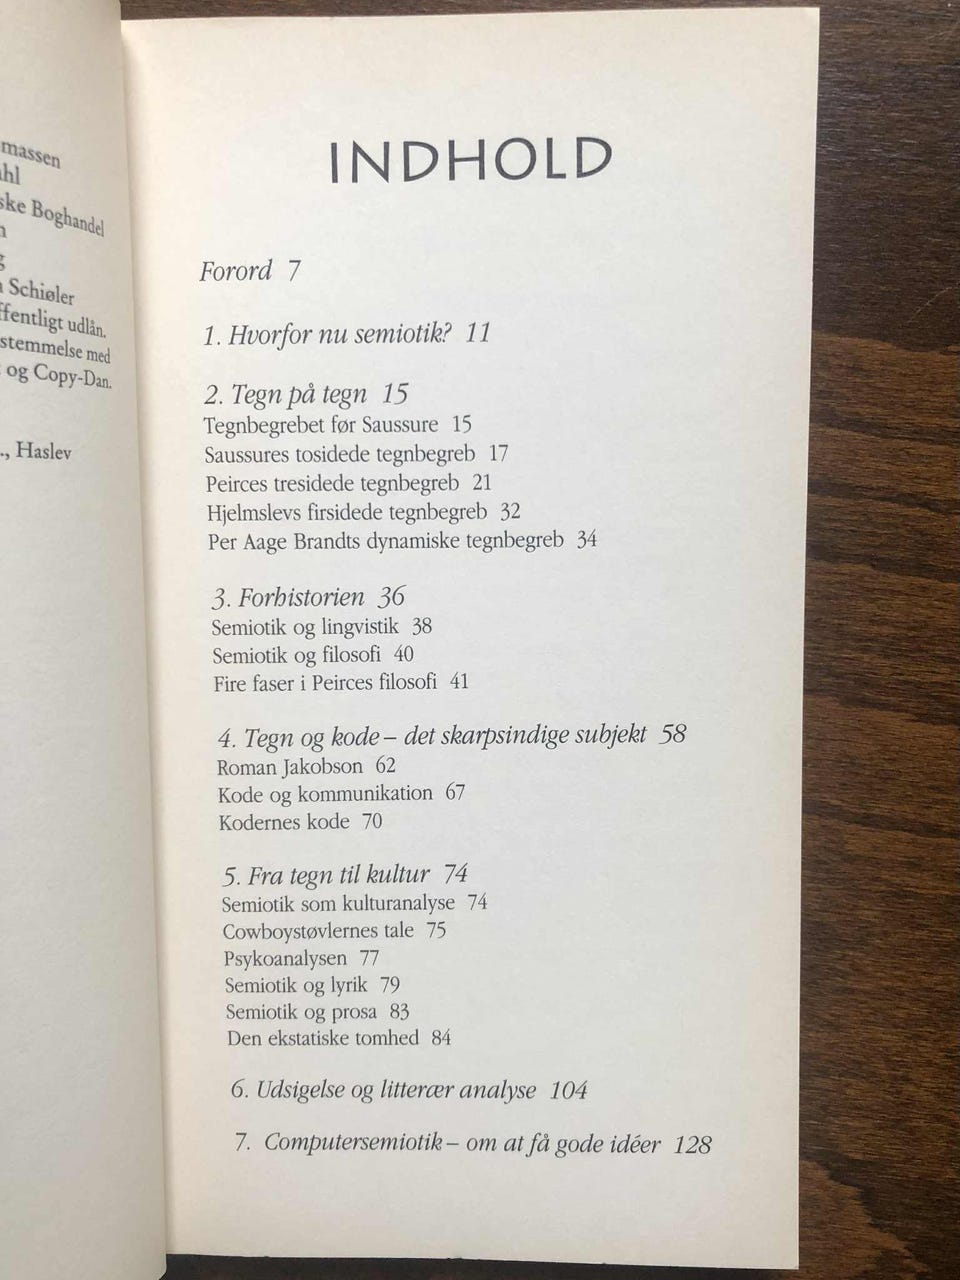 Boghandel
Schiøler
udlån.
med
og Copy-Dan.
Haslev
INDHOLD
Forord 7
1. Hvorfor nu semiotik? 11
2. Tegn på tegn 15
Tegnbegrebet før Saussure 15
Saussures tosidede tegnbegreb 17
Peirces tresidede tegnbegreb 21
Hjelmslevs firsidede tegnbegreb 32
Per Aage Brandts dynamiske tegnbegreb 34
3. Forhistorien 36
Semiotik og lingvistik 38
Semiotik og filosofi 40
Fire faser i Peirces filosofi 41
4. Tegn og kode – det skarpsindige subjekt 58
Roman Jakobson 62
Kode og kommunikation 67
Kodernes kode 70
5. Fra tegn til kultur 74
Semiotik som kulturanalyse 74
Cowboystøvlernes tale 75
Psykoanalysen 77
Semiotik og lyrik 79
Semiotik og prosa 83
Den ekstatiske tomhed 84
6. Udsigelse og litterær analyse 104
7. Computersemiotik – om at få gode idéer 128